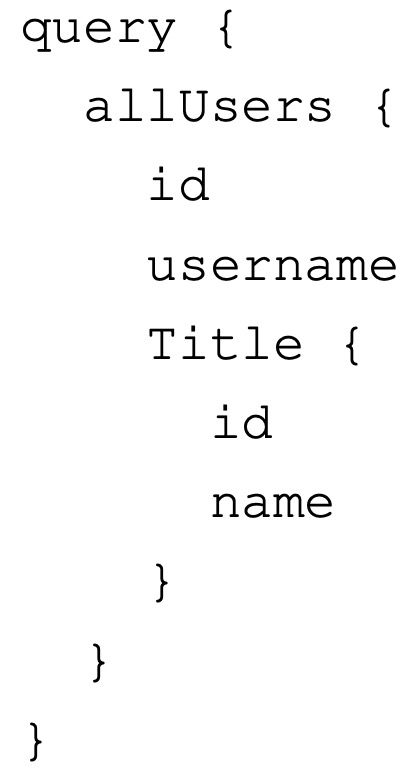 query {
  allUsers {
    id
    username
    Title {
      id
      name
    }
  }
}